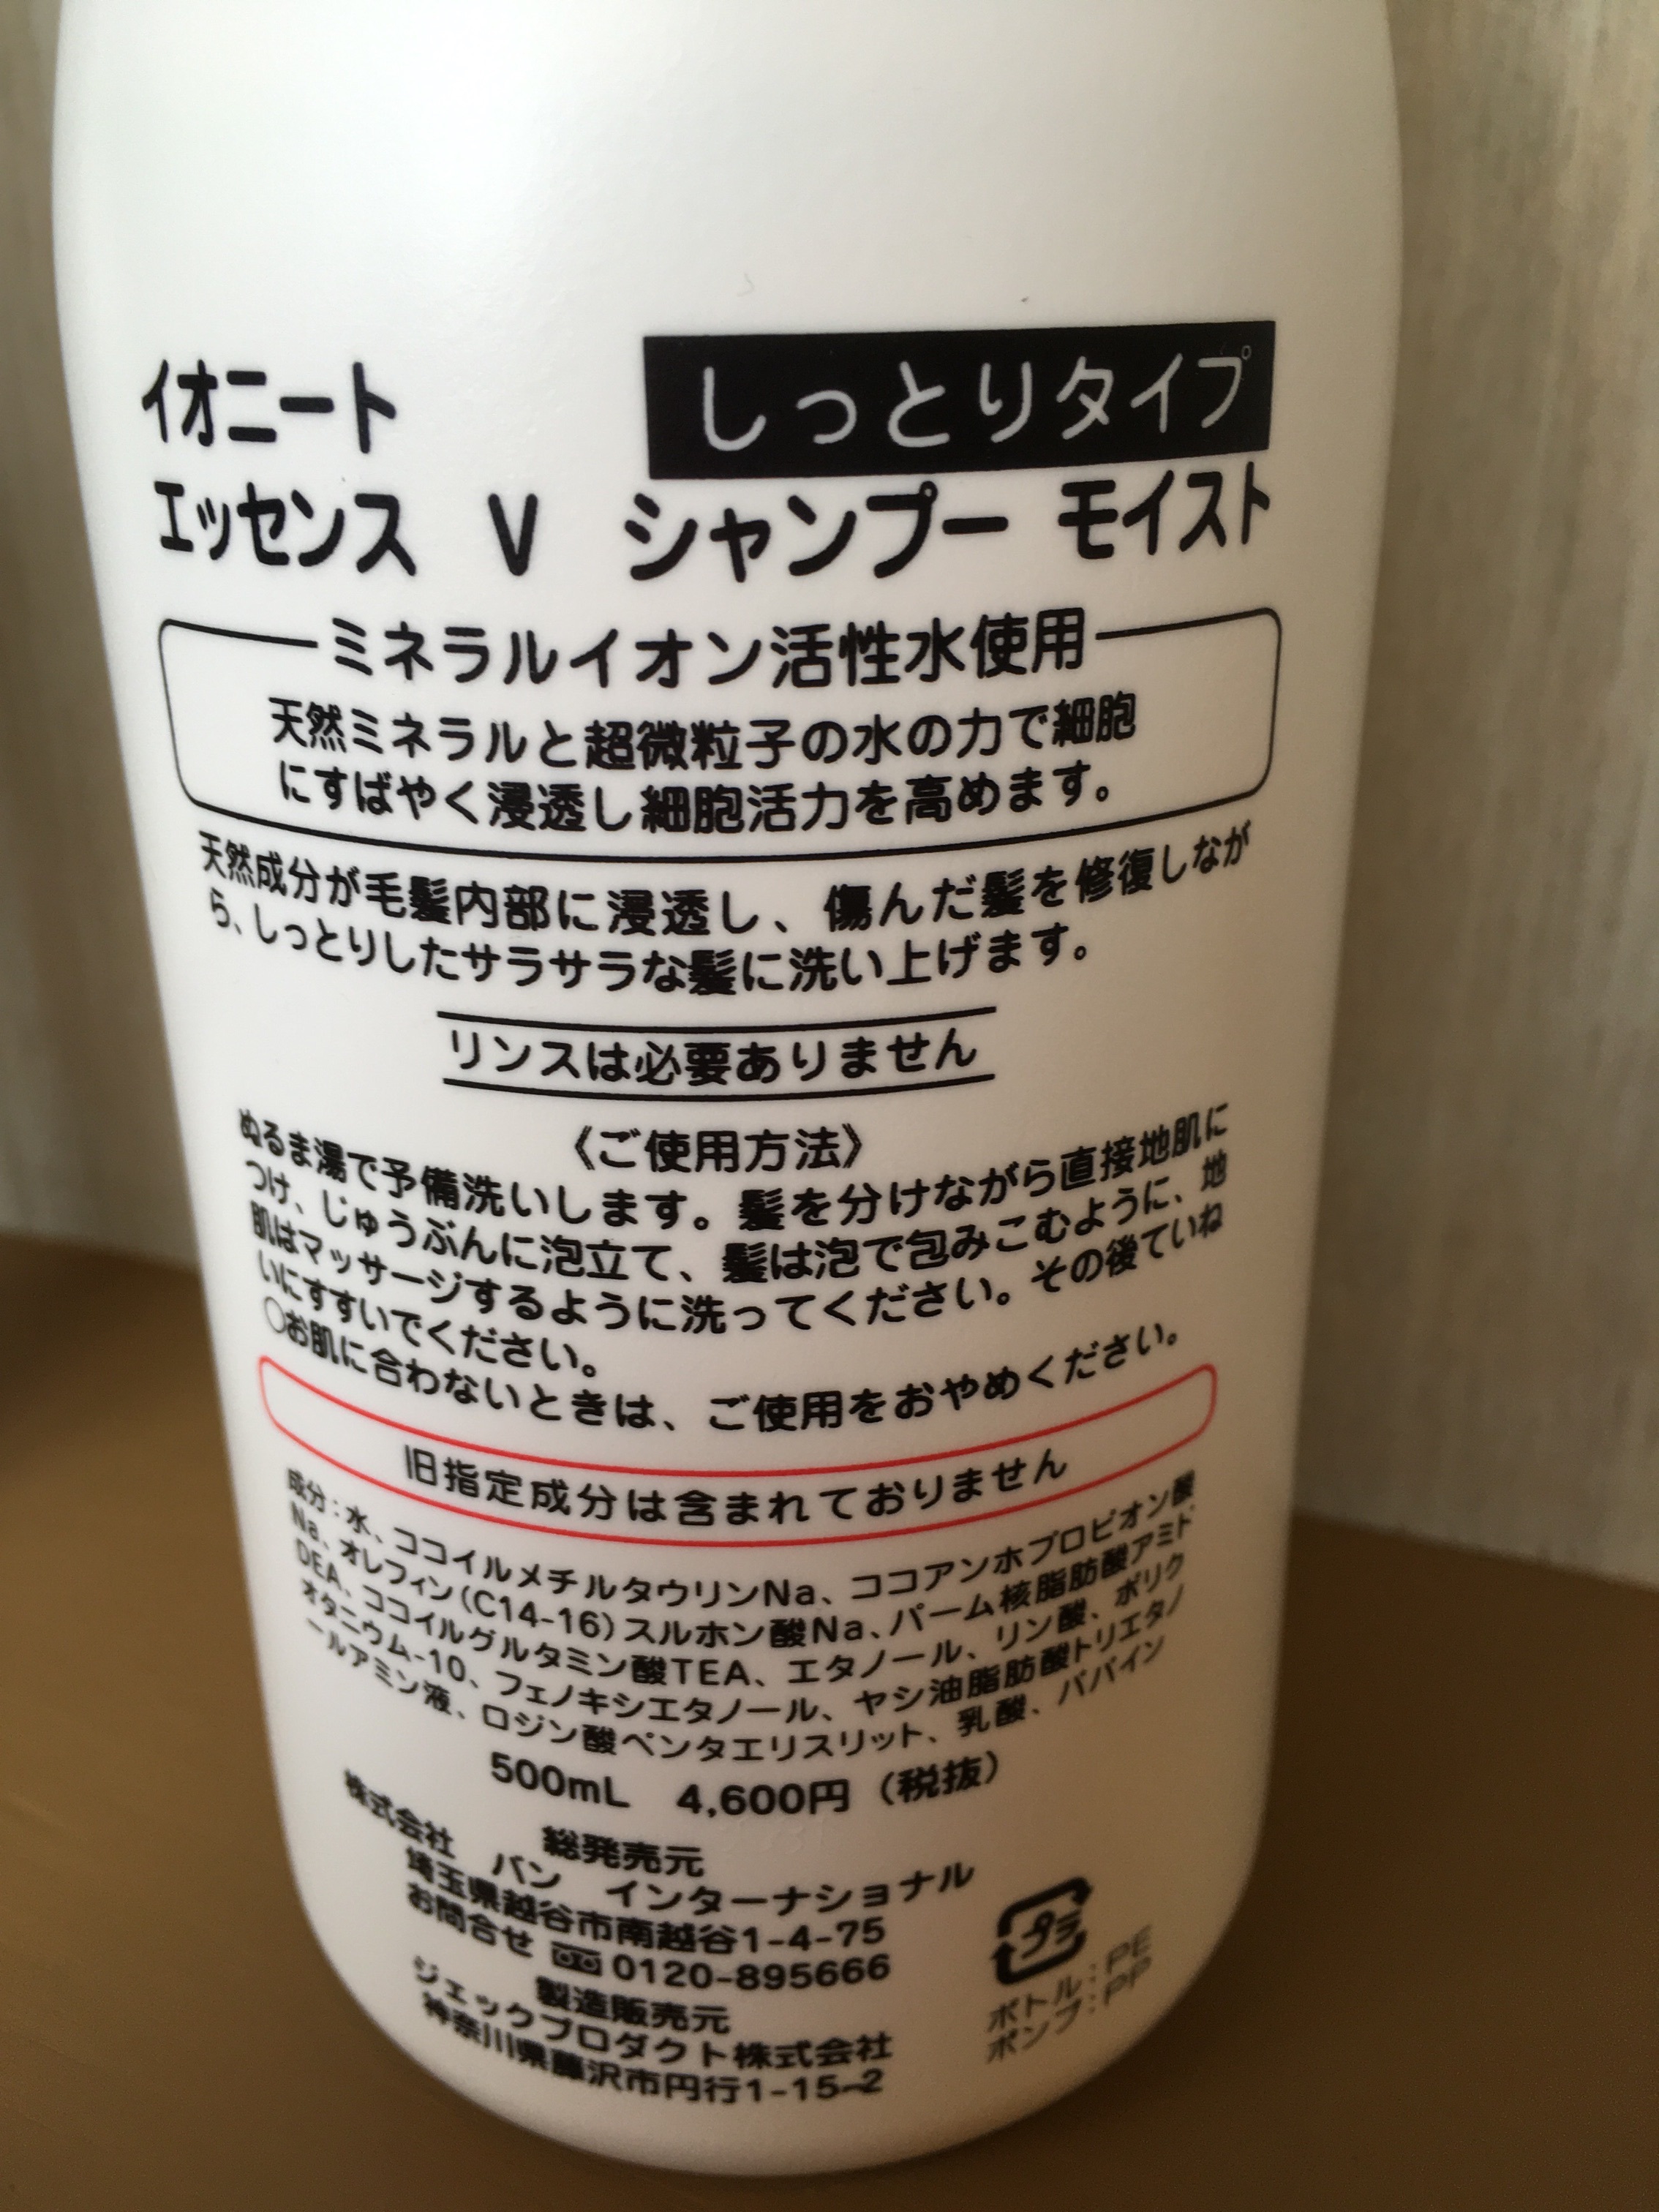 イオニート
しっとりタイプ
エッセンス V シャンプー モイスト
ミネラルイオン活性水使用
天然ミネラルと超微粒子の水の力で細胞
にすばやく浸透し細胞活力を高めます。
天然成分が毛髪内部に浸透し、傷んだ髪を修復しなが
ら、しっとりしたサラサラな髪に洗い上げます。
リンスは必要ありません
《ご使用方法》
ぬるま湯で予備洗いします。髪を分けながら直接地肌に
つけ、じゅうぶんに泡立て、髪は泡で包みこむように、地
肌はマッサージするように洗ってください。その後ていね
いにすすいでください。
○お肌に合わないときは、ご使用をおやめください。
旧指定成分は含まれておりません
成分：水、ココイルメチルタウリンNa、ココアンホプロピオン酸
Na、オレフィン(C14-16)スルホン酸Na、パーム核脂肪酸アミド
DEA、ココイルグルタミン酸TEA、エタノール、リン酸、ポリク
オタニウム-10、フェノキシエタノール、ヤシ油脂肪酸トリエタノ
ールアミン液、ロジン酸ペンタエリスリット、乳酸、パパイン
500mL 4,600円（税抜）
総発売元
株式会社 バン インターナショナル
埼玉県越谷市南越谷1-4-75
お問合せ 0120-895666
製造販売元
ジェックプロダクト株式会社
神奈川県藤沢市円行1-15-2
プラ
ボトル：PE
ポンプ：PP